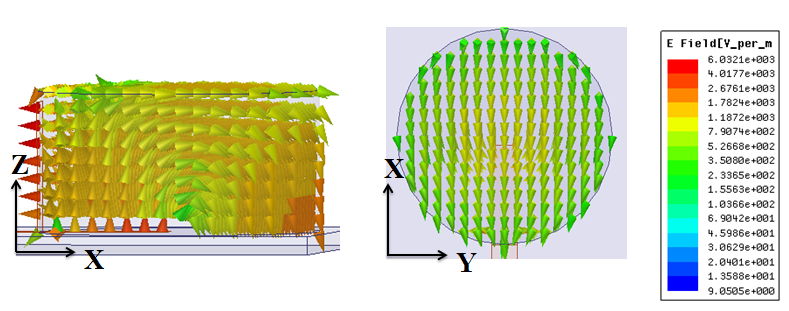 Z
X
X
Y
E Field[V_per_m
6.0321e+003
4.0177e+003
2.6761e+003
1.7824e+003
1.1872e+003
7.9074e+002
5.2668e+002
3.5080e+002
2.3365e+002
1.5563e+002
1.0366e+002
6.9042e+001
4.5986e+001
3.0629e+001
2.0401e+001
1.3588e+001
9.0505e+000